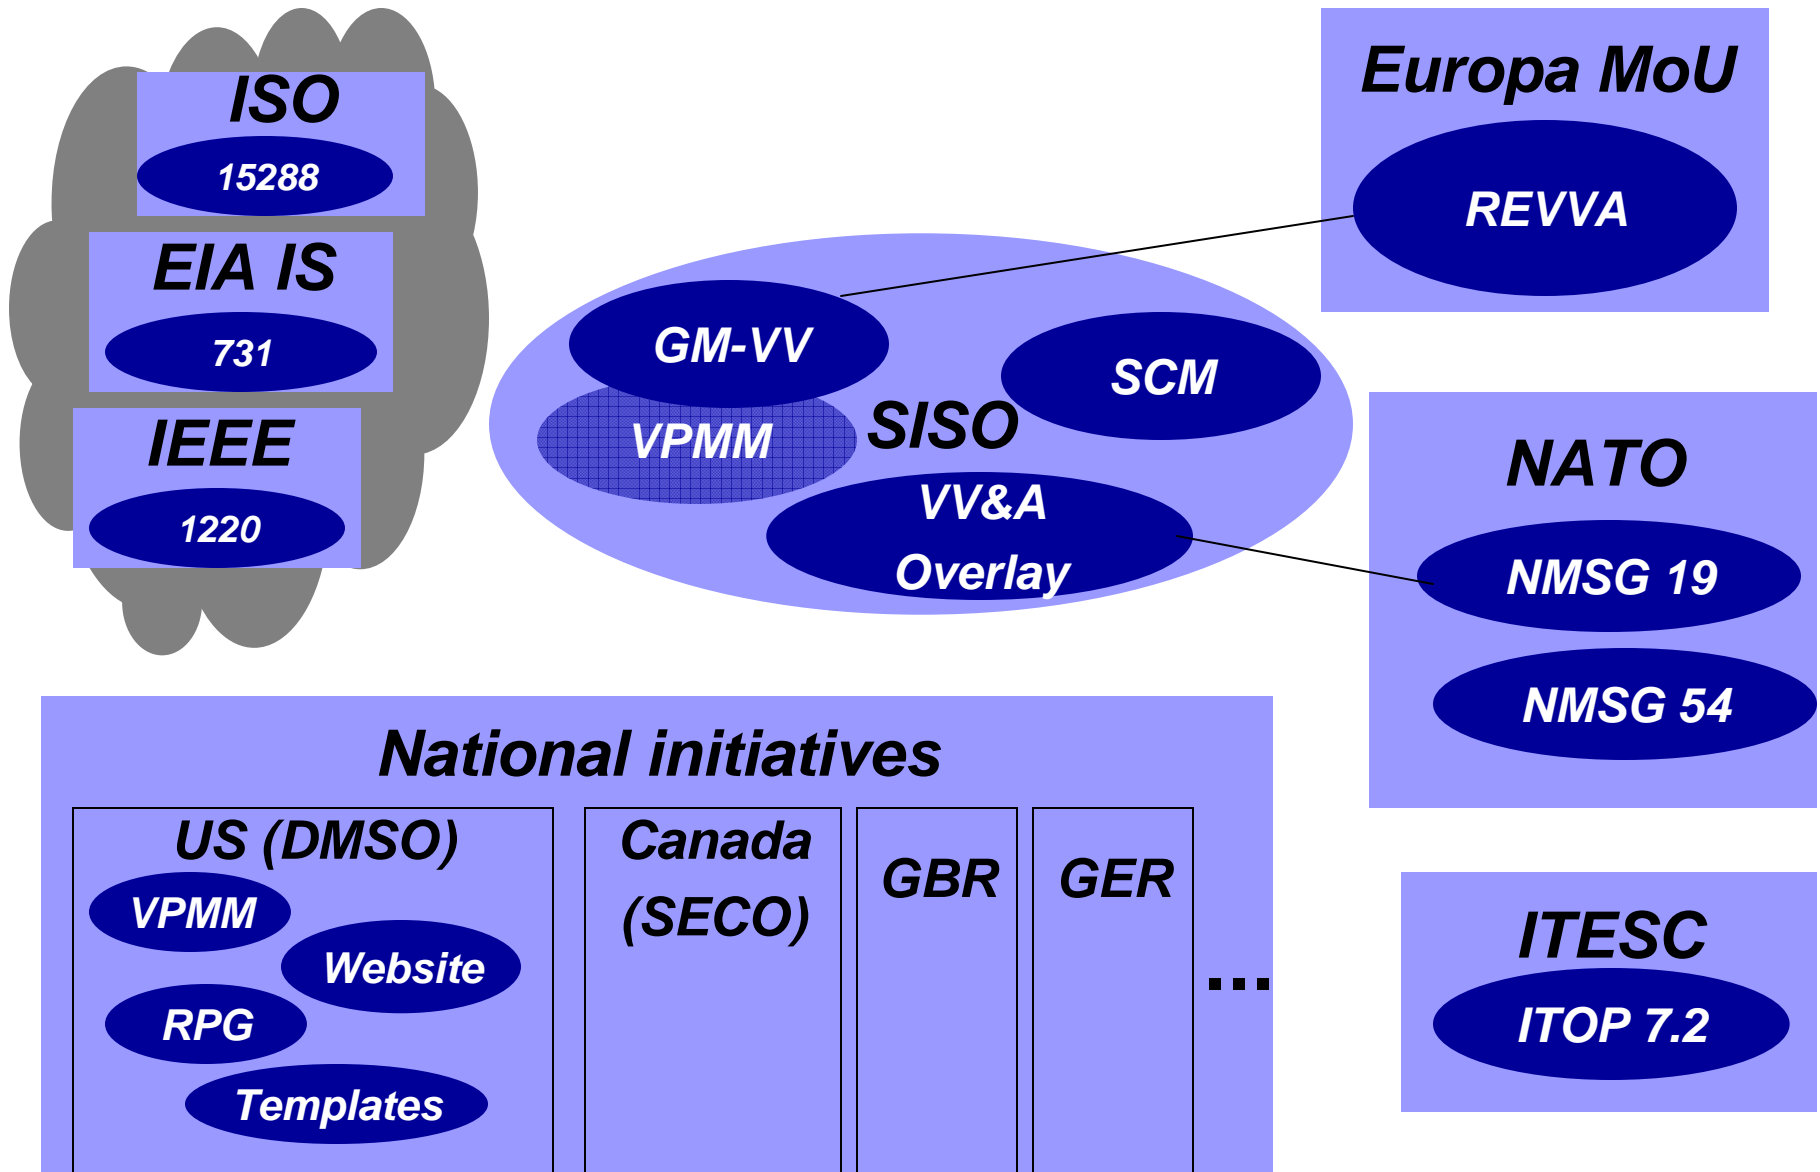 ISO
15288
EIA IS
731
IEEE
1220
GM-VV
VPMM
SISO
SCM
VV&A
Overlay
Europa MoU
REVVA
NATO
NMSG 19
NMSG 54
National initiatives
US (DMSO)
VPMM
Website
RPG
Templates
Canada
(SECO)
GBR
GER
...
ITESC
ITOP 7.2